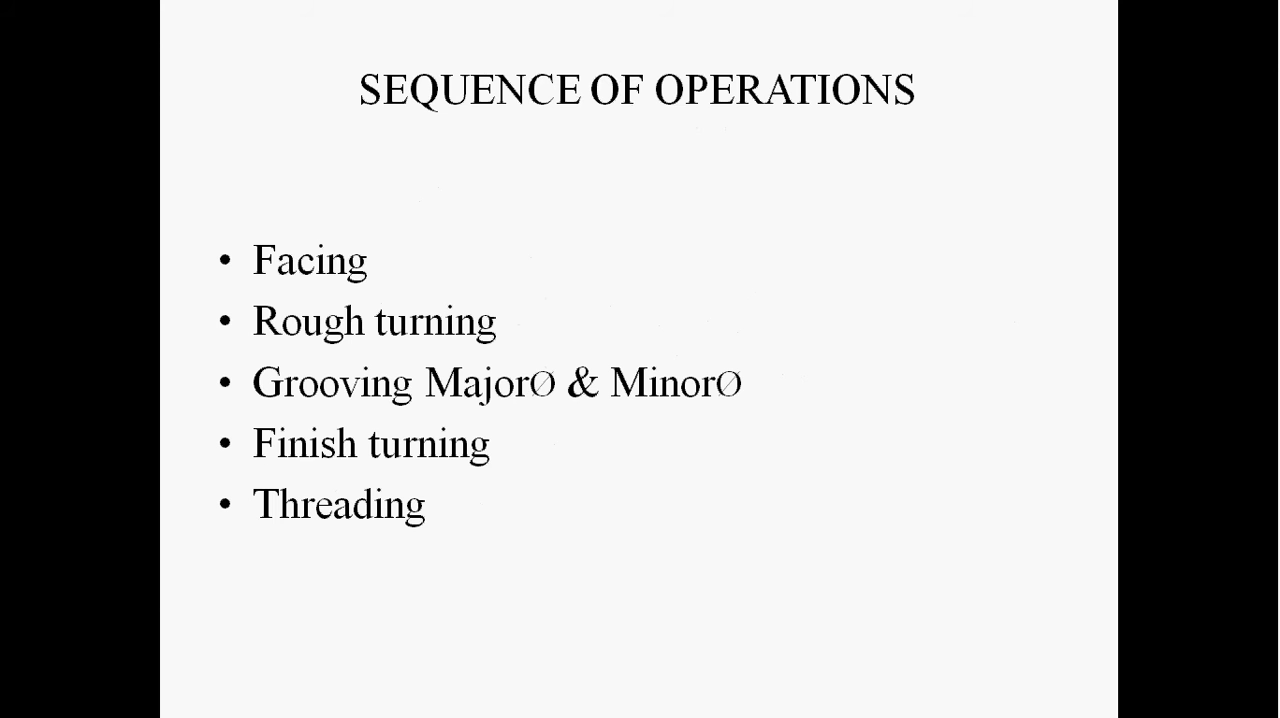 SEQUENCE OF OPERATIONS
• Facing
• Rough turning
• Grooving MajorØ & MinorØ
• Finish turning
• Threading